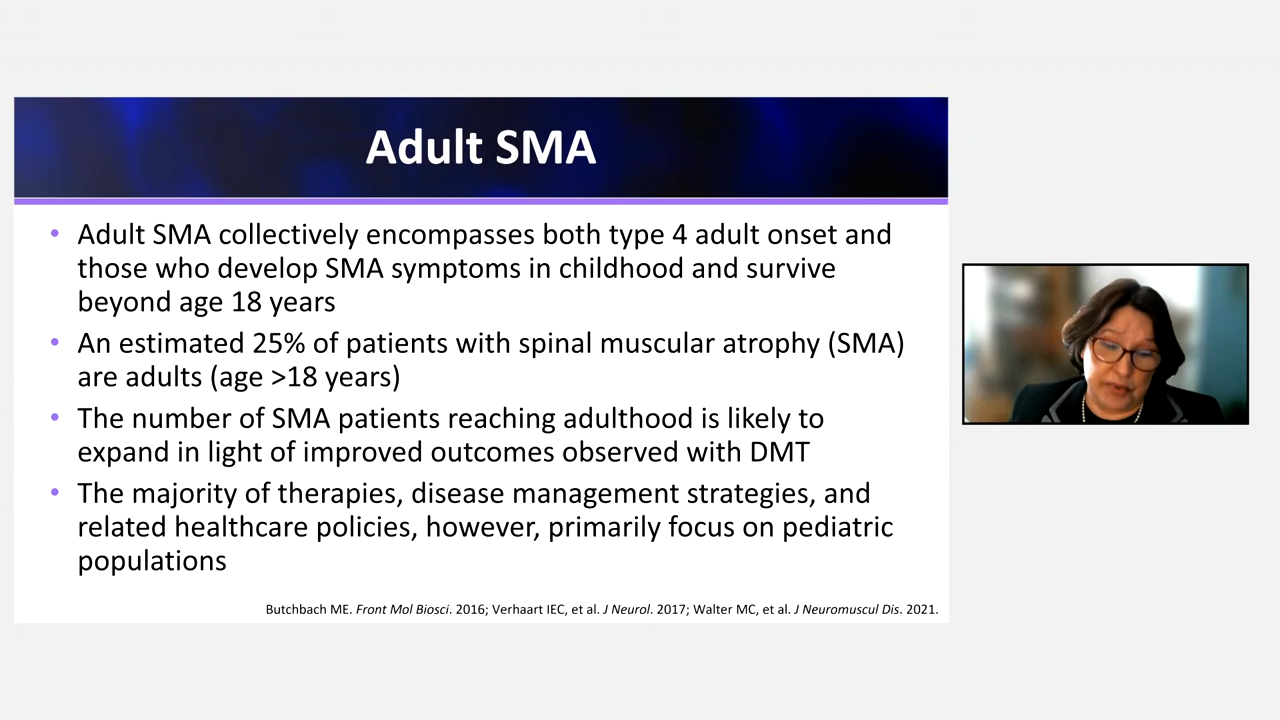 Adult SMA
• Adult SMA collectively encompasses both type 4 adult onset and
those who develop SMA symptoms in childhood and survive
beyond age 18 years
• An estimated 25% of patients with spinal muscular atrophy (SMA)
are adults (age >18 years)
• The number of SMA patients reaching adulthood is likely to
expand in light of improved outcomes observed with DMT
• The majority of therapies, disease management strategies, and
related healthcare policies, however, primarily focus on pediatric
populations
Butchbach ME. Front Mol Biosci. 2016; Verhaart IEC, et al. J Neurol. 2017; Walter MC, et al. J Neuromuscul Dis. 2021.